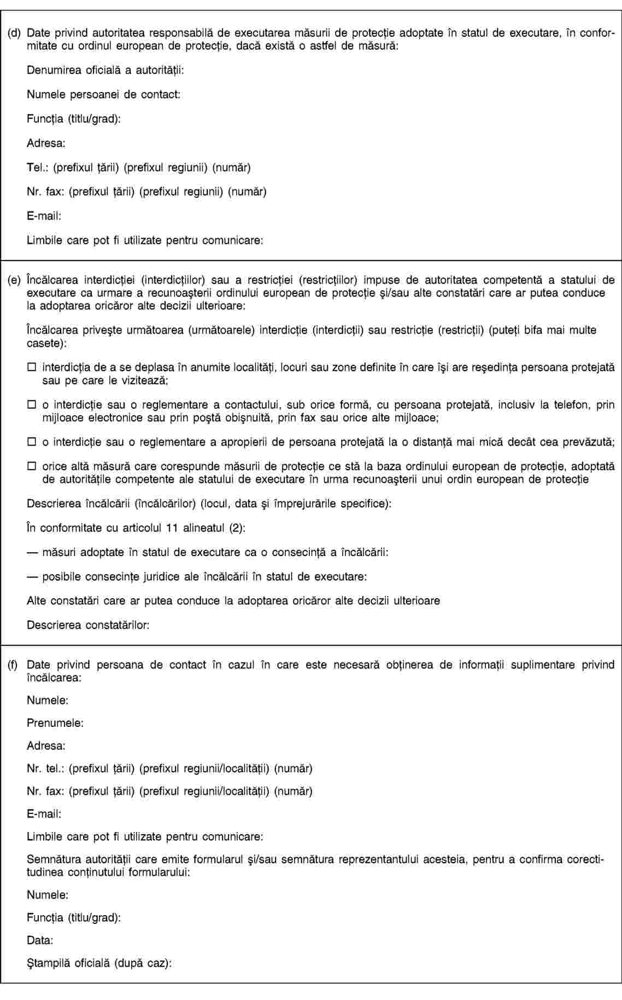 (d) Date privind autoritatea responsabilă de executarea măsurii de protecție adoptate în statul de executare, în confor-
mitate cu ordinul european de protecție, dacă există o astfel de măsură:
Denumirea oficială a autorității:
Numele persoanei de contact:
Funcția (titlu/grad):
Adresa:
Tel.: (prefixul țării) (prefixul regiunii) (număr)
Nr. fax: (prefixul țării) (prefixul regiunii) (număr)
E-mail:
Limbile care pot fi utilizate pentru comunicare:
(e) Încălcarea interdicției (interdicțiilor) sau a restricției (restricțiilor) impuse de autoritatea competentă a statului de
executare ca urmare a recunoașterii ordinului european de protecție și/sau alte constatări care ar putea conduce
la adoptarea oricăror alte decizii ulterioare:
Încălcarea privește următoarea (următoarele) interdicție (interdicții) sau restricție (restricții) (puteți bifa mai multe
casete):
☐ interdicția de a se deplasa în anumite localități, locuri sau zone definite în care își are reședința persoana protejată
sau pe care le vizitează;
☐ o interdicție sau o reglementare a contactului, sub orice formă, cu persoana protejată, inclusiv la telefon, prin
mijloace electronice sau prin poștă obișnuită, prin fax sau orice alte mijloace;
☐ o interdicție sau o reglementare a apropierii de persoana protejată la o distanță mai mică decât cea prevăzută;
☐ orice altă măsură care corespunde măsurii de protecție ce stă la baza ordinului european de protecție, adoptată
de autoritățile competente ale statului de executare în urma recunoașterii unui ordin european de protecție
Descrierea încălcării (încălcărilor) (locul, data și împrejurările specifice):
În conformitate cu articolul 11 alineatul (2):
— măsuri adoptate în statul de executare ca o consecință a încălcării:
— posibile consecințe juridice ale încălcării în statul de executare:
Alte constatări care ar putea conduce la adoptarea oricăror alte decizii ulterioare
Descrierea constatărilor:
(f) Date privind persoana de contact în cazul în care este necesară obținerea de informații suplimentare privind
încălcarea:
Numele:
Prenumele:
Adresa:
Nr. tel.: (prefixul țării) (prefixul regiunii/localității) (număr)
Nr. fax: (prefixul țării) (prefixul regiunii/localității) (număr)
E-mail:
Limbile care pot fi utilizate pentru comunicare:
Semnătura autorității care emite formularul și/sau semnătura reprezentantului acesteia, pentru a confirma corecti-
tudinea conținutului formularului:
Numele:
Funcția (titlu/grad):
Data:
Ștampilă oficială (după caz):